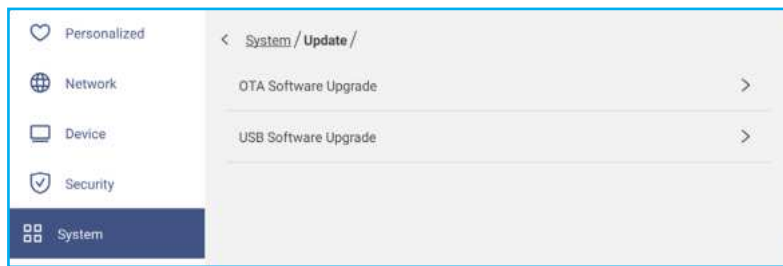 Personalized
Network
Device
Security
System
< System / Update /
OTA Software Upgrade
USB Software Upgrade